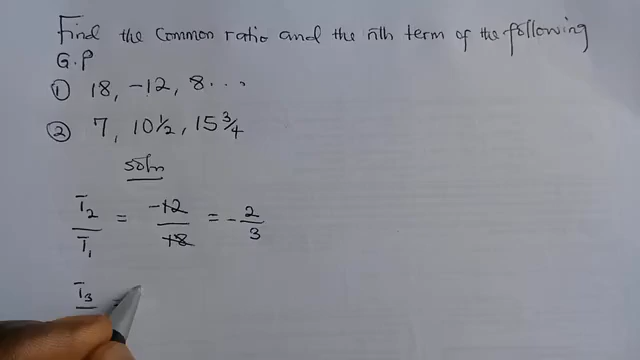 Find the Common ratio and the nth term of the following
G.P
① 18, -12, 8...
② 7, 10½, 15¾
soln
T₂/T₁ = -12/18 = -2/3
T₃